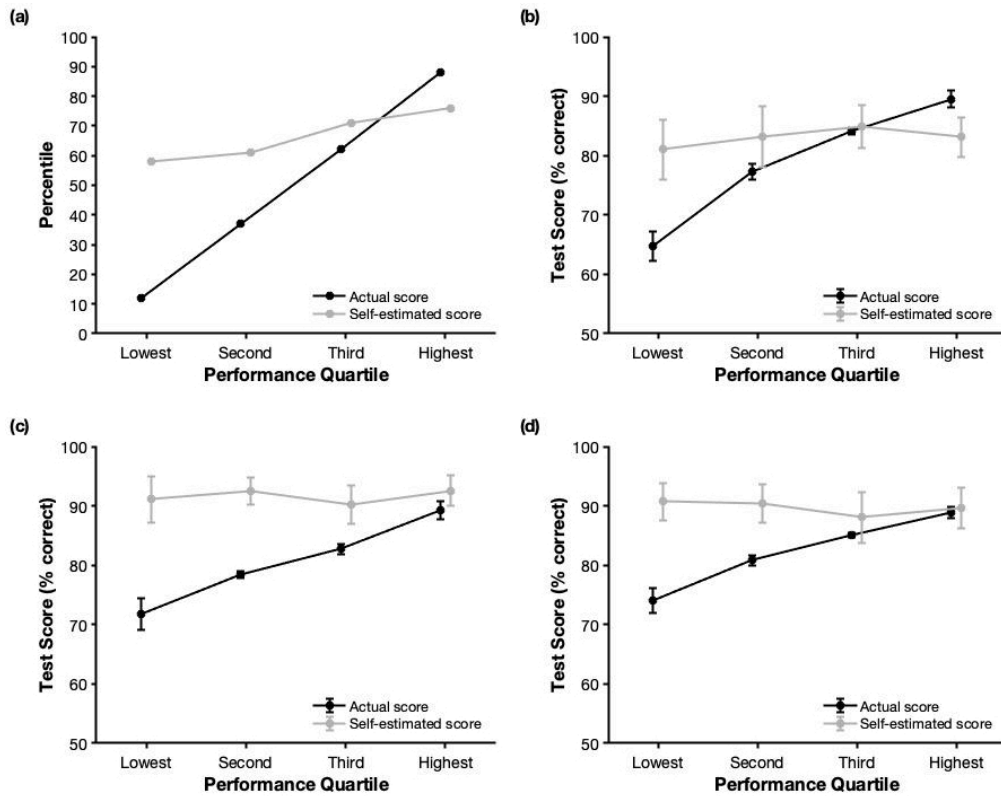 (a)
100
90
80
70
60
50
40
30
20
10
0
Percentile
Actual score
Self-estimated score
Lowest Second Third Highest
Performance Quartile
(b)
100
90
80
70
60
50
Test Score (% correct)
Actual score
Self-estimated score
Lowest Second Third Highest
Performance Quartile
(c)
100
90
80
70
60
50
Test Score (% correct)
Actual score
Self-estimated score
Lowest Second Third Highest
Performance Quartile
(d)
100
90
80
70
60
50
Test Score (% correct)
Actual score
Self-estimated score
Lowest Second Third Highest
Performance Quartile